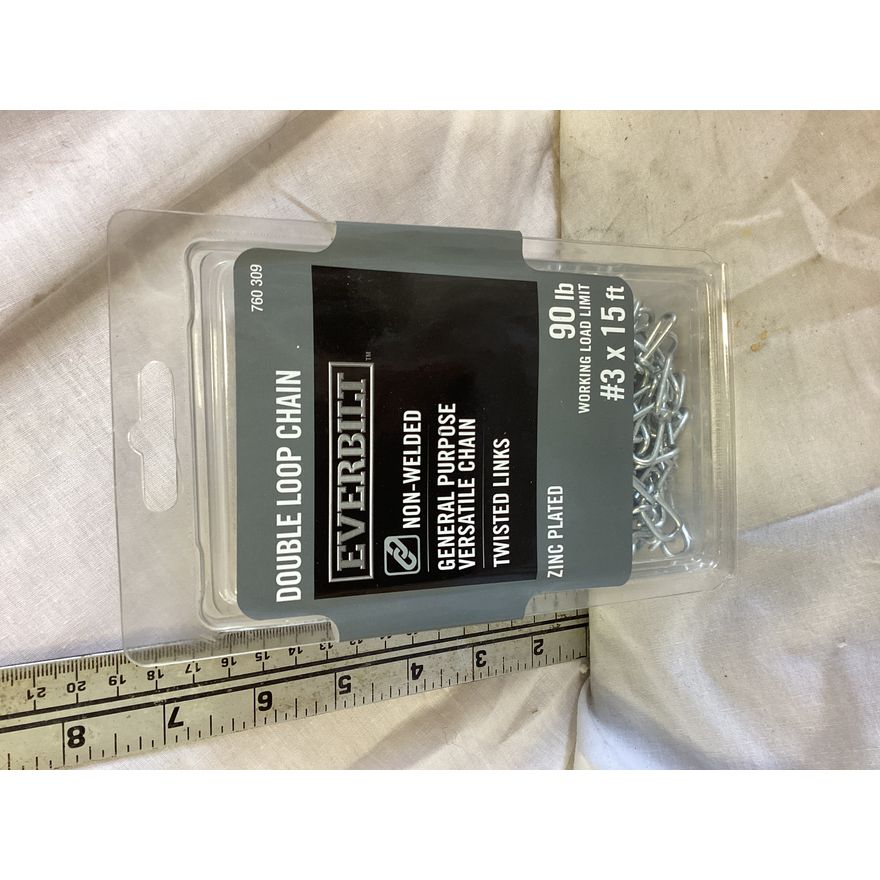 760 309
DOUBLE LOOP CHAIN
EVERBILT™
NON-WELDED
GENERAL PURPOSE
VERSATILE CHAIN
TWISTED LINKS
ZINC PLATED
90 lb
WORKING LOAD LIMIT
#3 x 15 ft
21 20 19 18 17 16 15 14 13 12
8 7 6 5 4 3 2